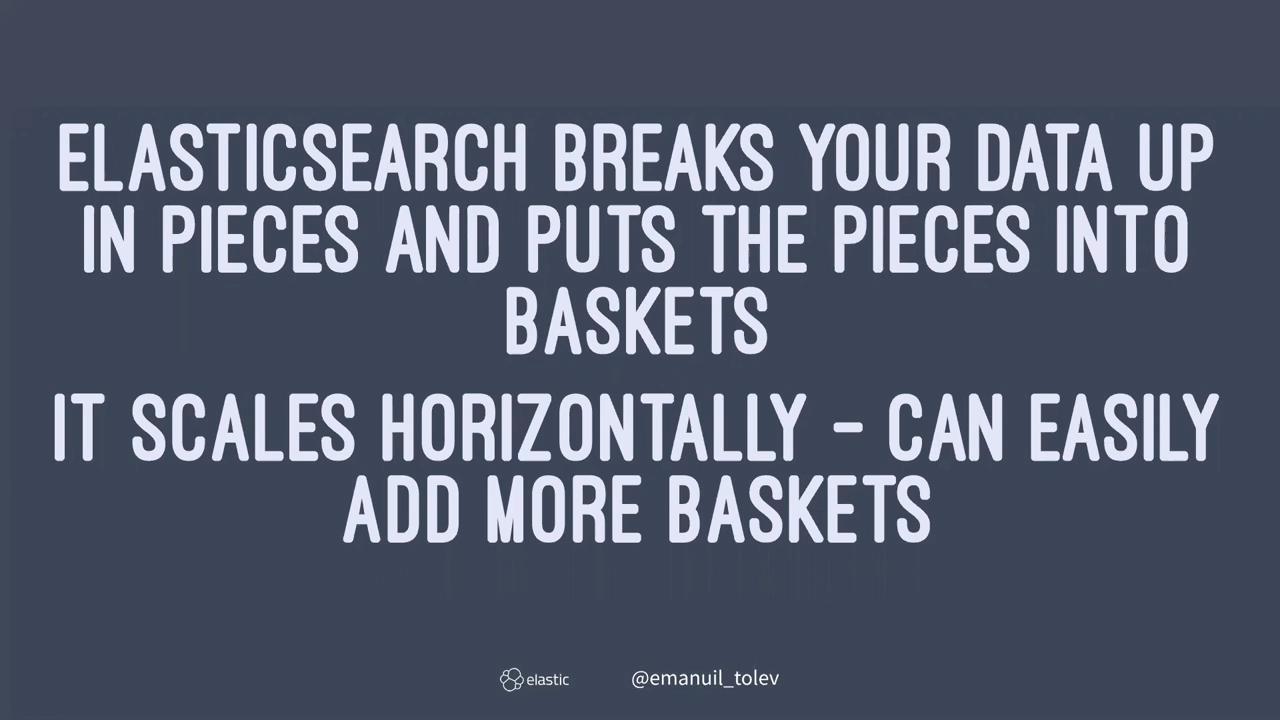 ELASTICSEARCH BREAKS YOUR DATA UP
IN PIECES AND PUTS THE PIECES INTO
BASKETS
IT SCALES HORIZONTALLY - CAN EASILY
ADD MORE BASKETS
elastic @emanuil_tolev